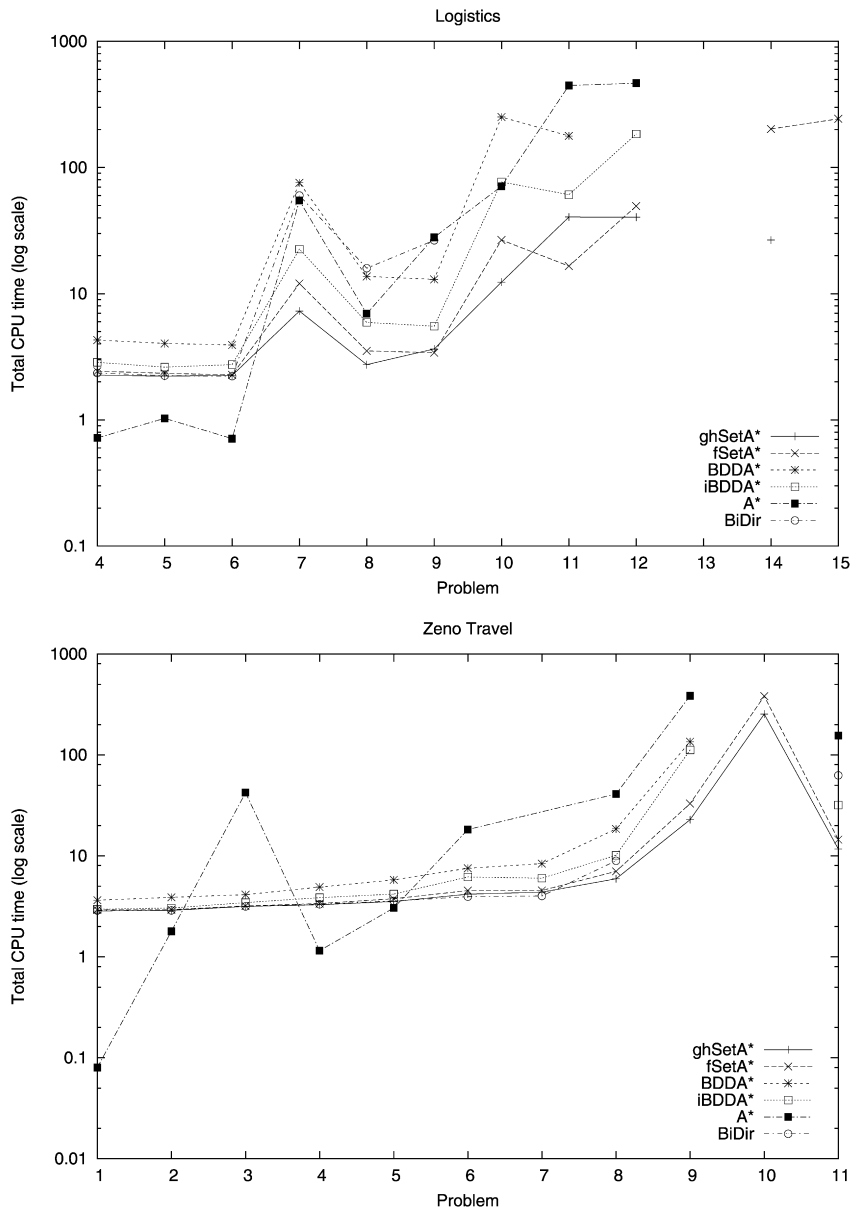 Logistics
1000
100
10
1
0.1
Total CPU time (log scale)
ghSetA*
fSetA*
BDDA*
iBDDA*
A*
BiDir
4 5 6 7 8 9 10 11 12 13 14 15
Problem
Zeno Travel
1000
100
10
1
0.1
0.01
Total CPU time (log scale)
ghSetA*
fSetA*
BDDA*
iBDDA*
A*
BiDir
1 2 3 4 5 6 7 8 9 10 11
Problem